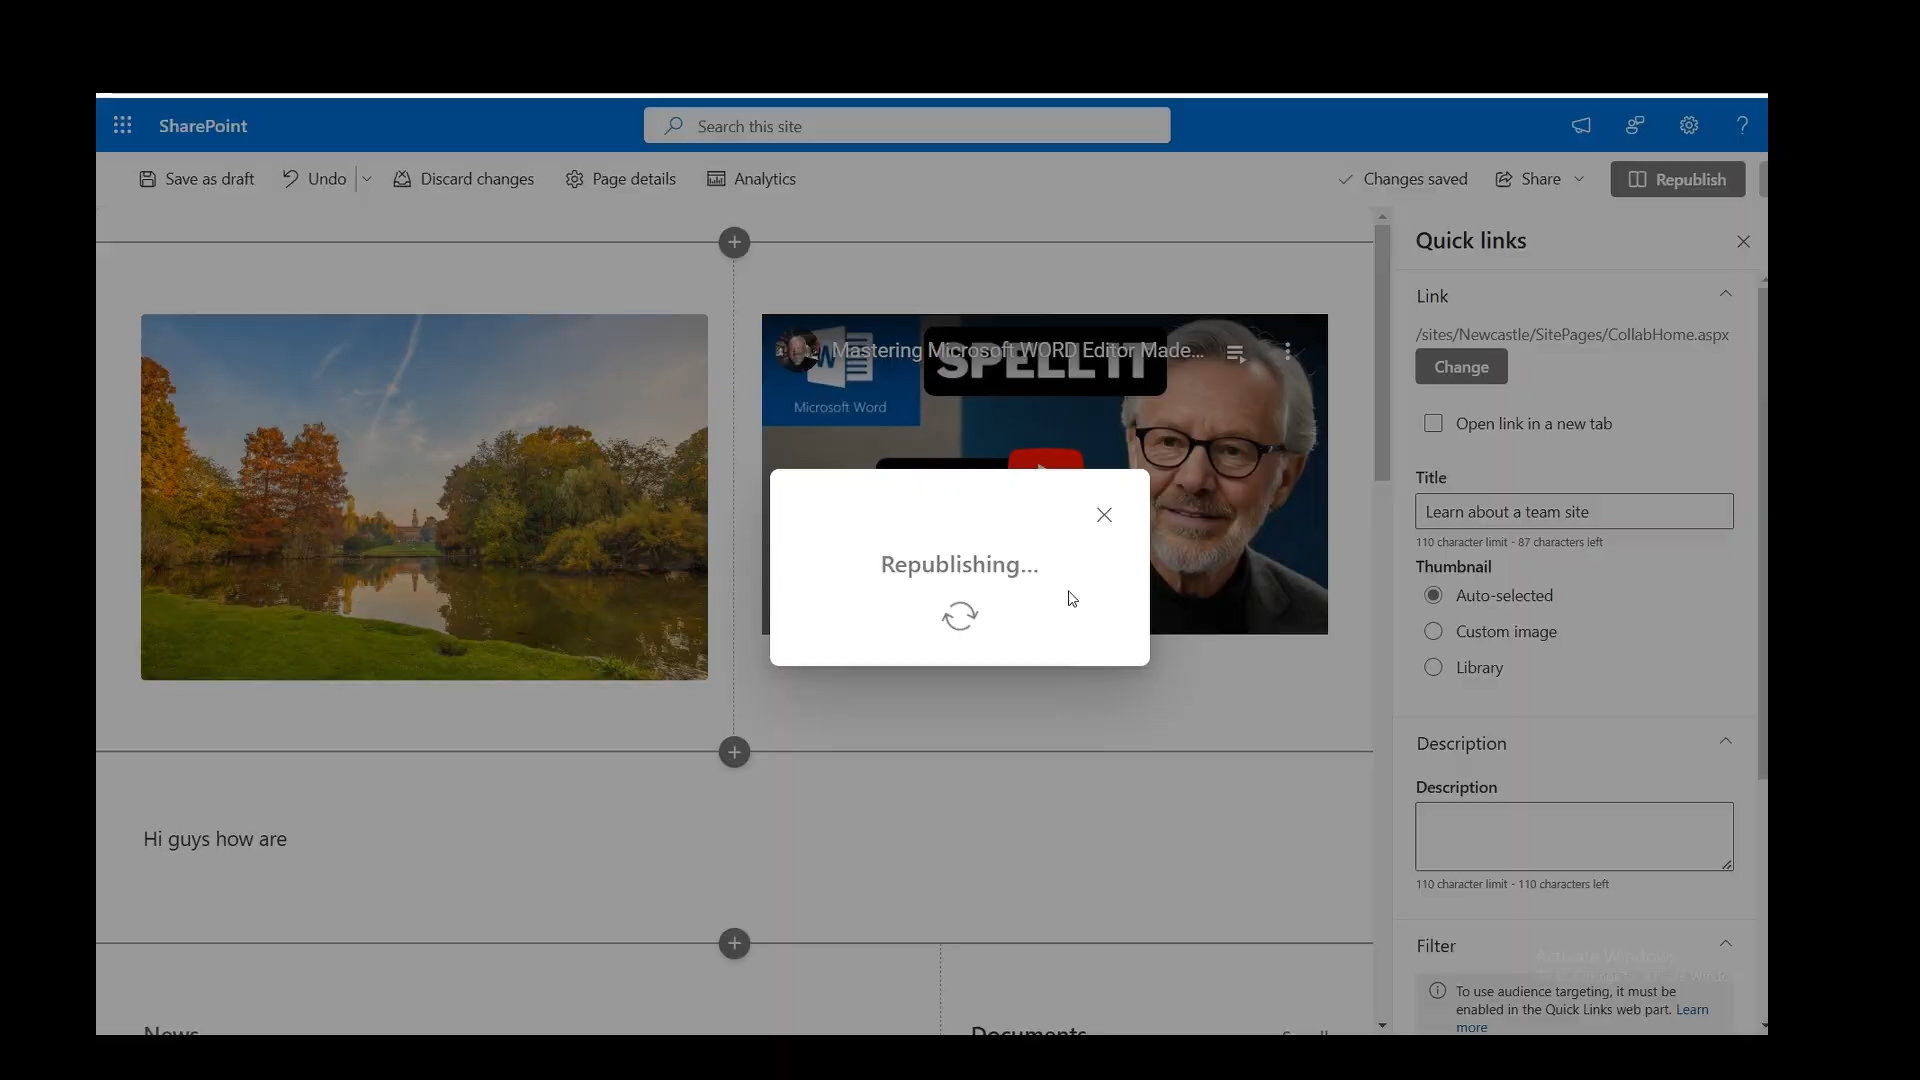 SharePoint
Search this site
Save as draft
Undo
Discard changes
Page details
Analytics
Changes saved
Share
Republish
Quick links
Link
/sites/Newcastle/SitePages/CollabHome.aspx
Change
Open link in a new tab
Title
Learn about a team site
110 character limit - 87 characters left
Thumbnail
Auto-selected
Custom image
Library
Description
Description
110 character limit - 110 characters left
Filter
Activate Windows
To use audience targeting, it must be
enabled in the Quick Links web part. Learn
more
Mastering Microsoft WORD Editor Made...
SPELL IT
W
Microsoft Word
Republishing...
Hi guys how are
News
Documents